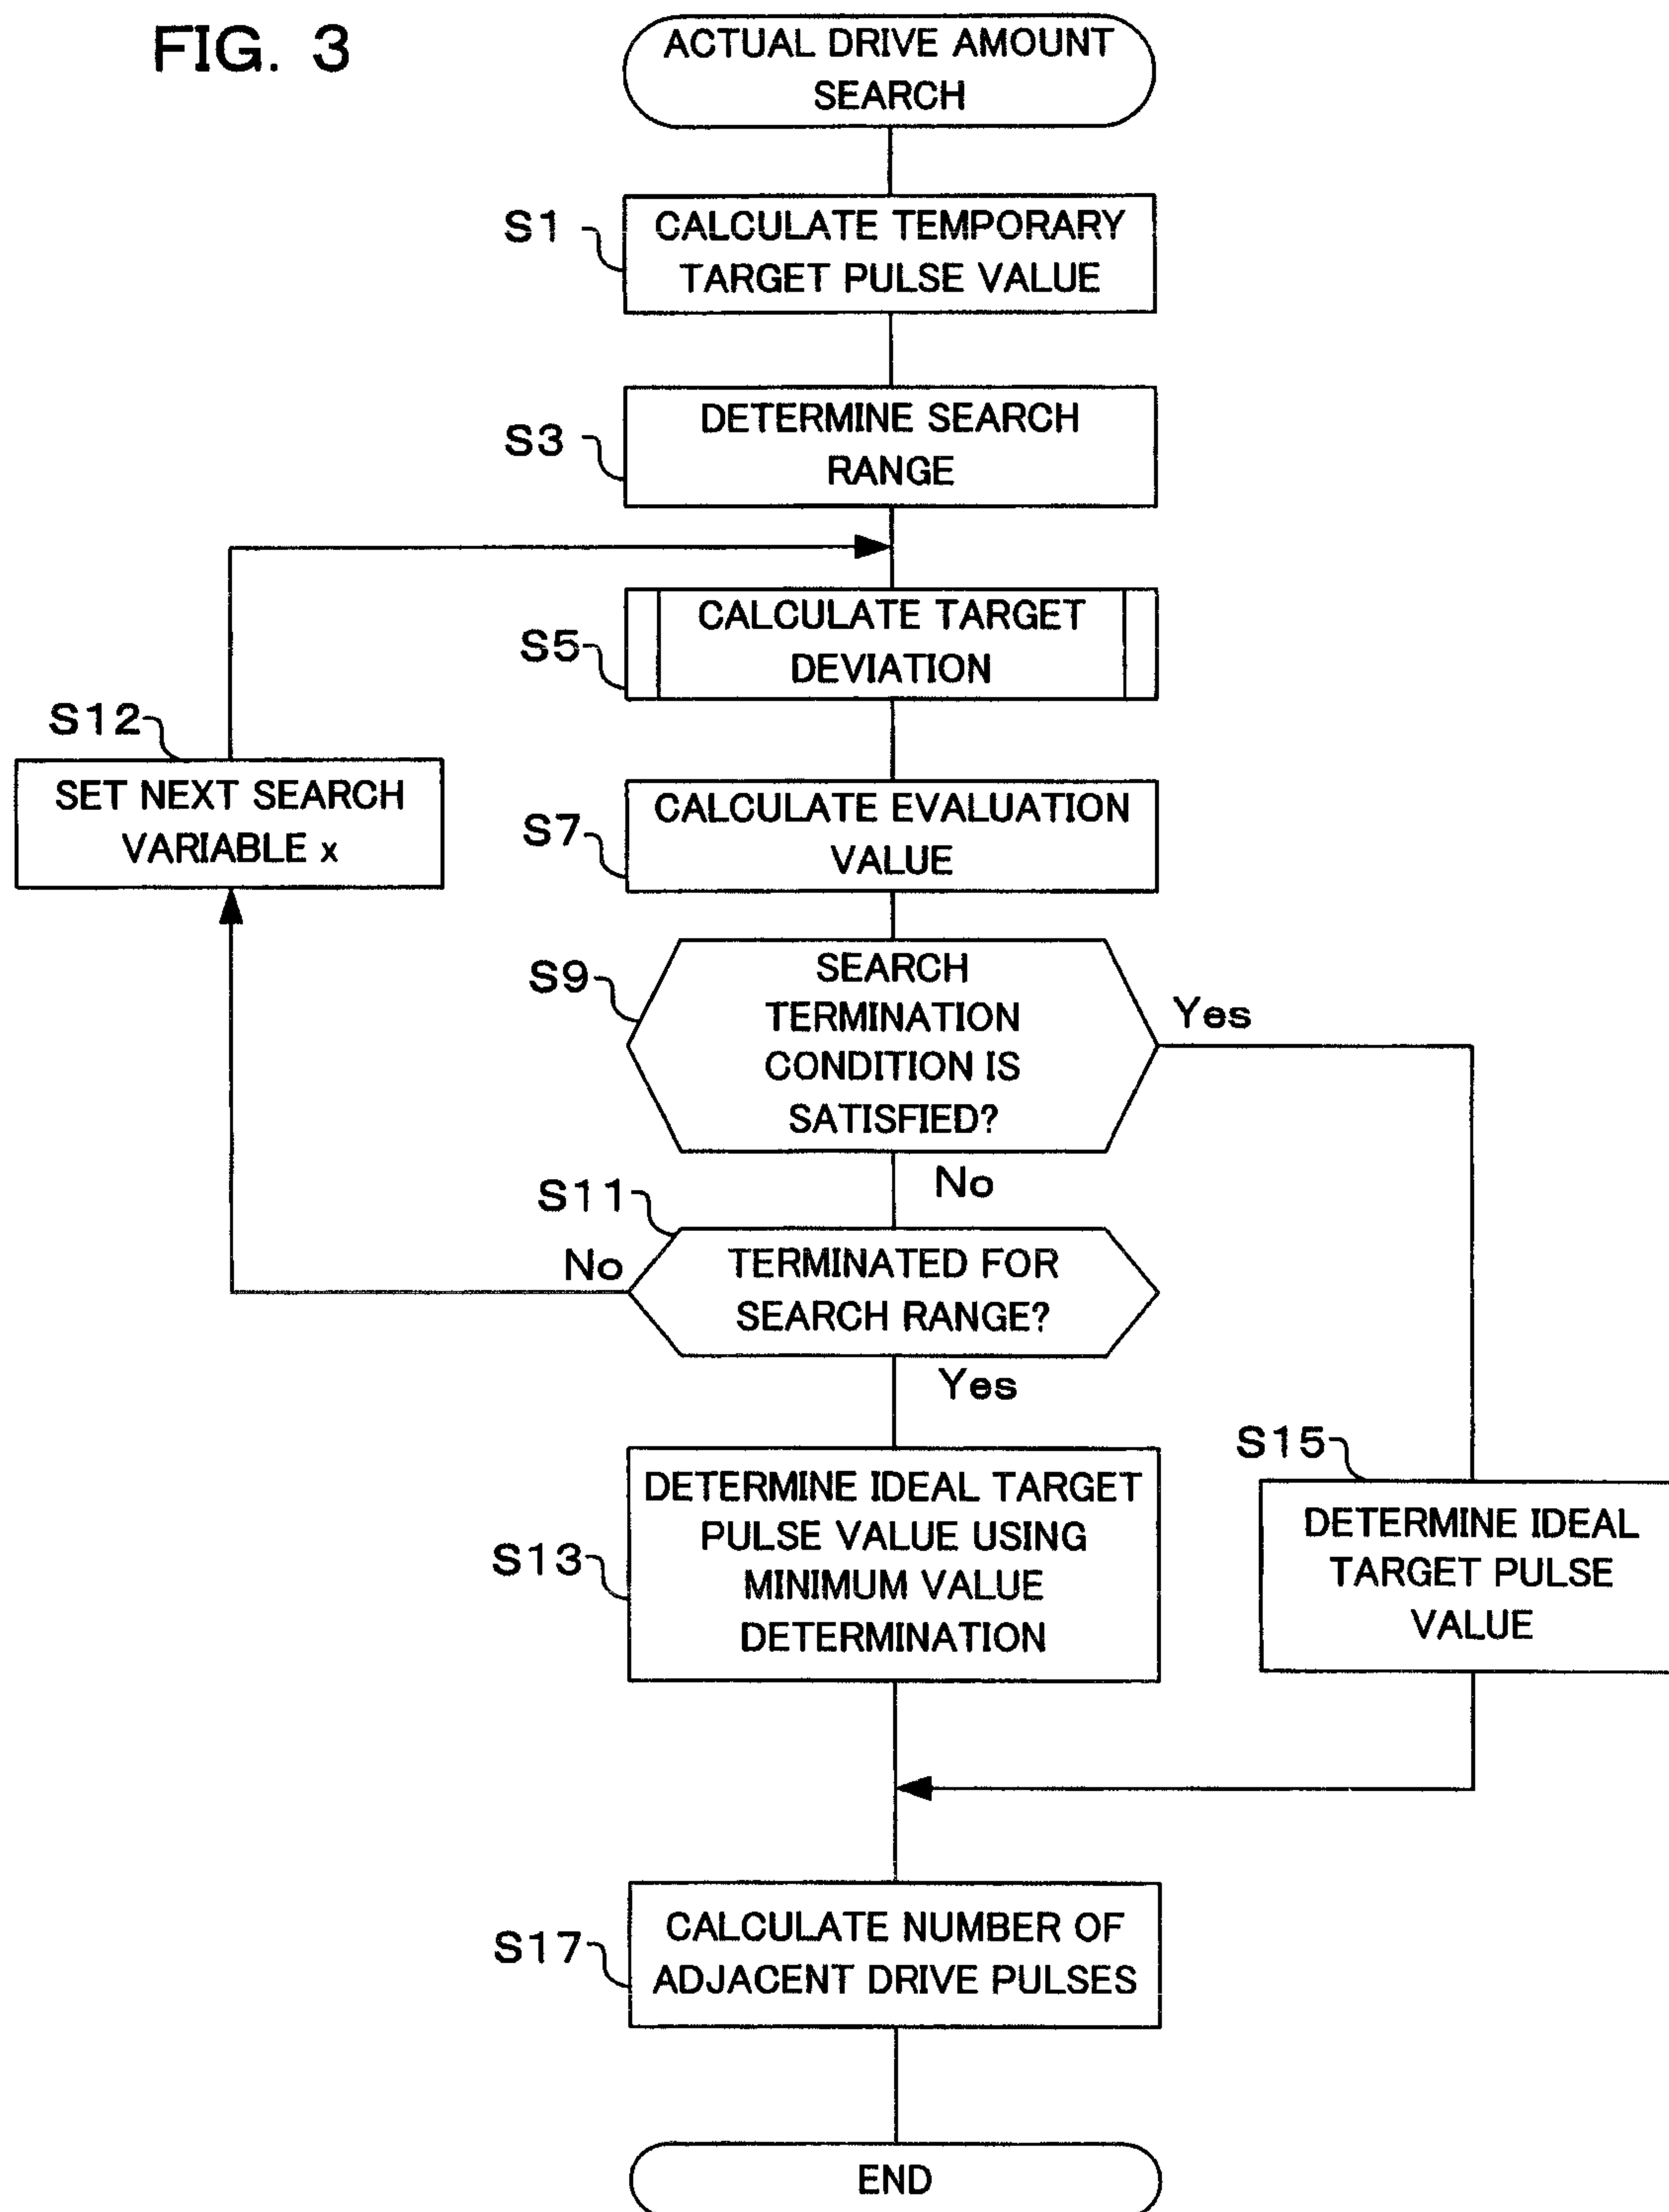 FIG. 3
ACTUAL DRIVE AMOUNT
SEARCH
S1
CALCULATE TEMPORARY
TARGET PULSE VALUE
S3
DETERMINE SEARCH
RANGE
S5
CALCULATE TARGET
DEVIATION
S12
SET NEXT SEARCH
VARIABLE x
S7
CALCULATE EVALUATION
VALUE
S9
SEARCH
TERMINATION
CONDITION IS
SATISFIED?
Yes
No
S11
No
TERMINATED FOR
SEARCH RANGE?
Yes
S13
DETERMINE IDEAL TARGET
PULSE VALUE USING
MINIMUM VALUE
DETERMINATION
S15
DETERMINE IDEAL
TARGET PULSE
VALUE
S17
CALCULATE NUMBER OF
ADJACENT DRIVE PULSES
END